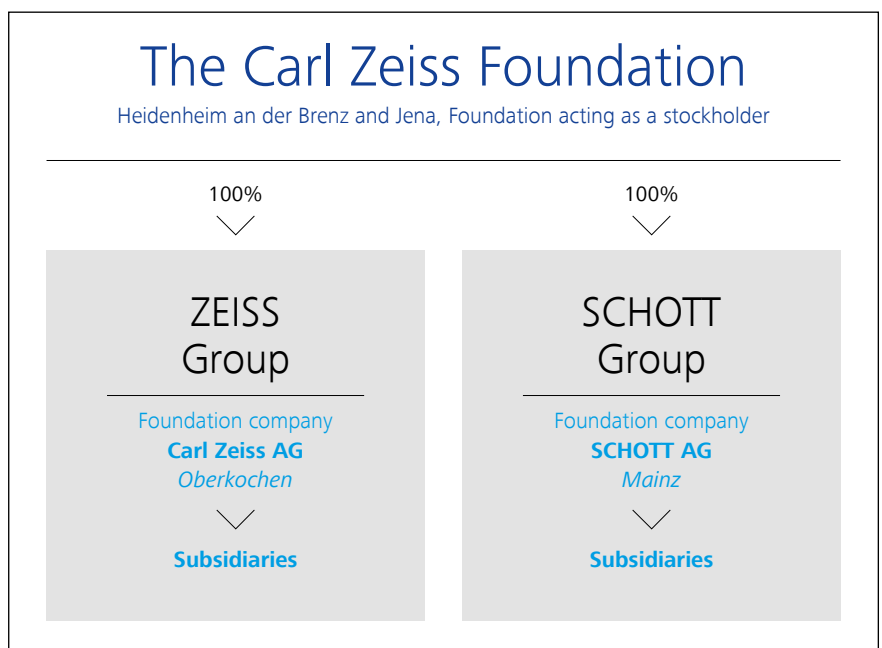 The Carl Zeiss Foundation
Heidenheim an der Brenz and Jena, Foundation acting as a stockholder
100%
100%
ZEISS
Group
Foundation company
Carl Zeiss AG
Oberkochen
Subsidiaries
SCHOTT
Group
Foundation company
SCHOTT AG
Mainz
Subsidiaries